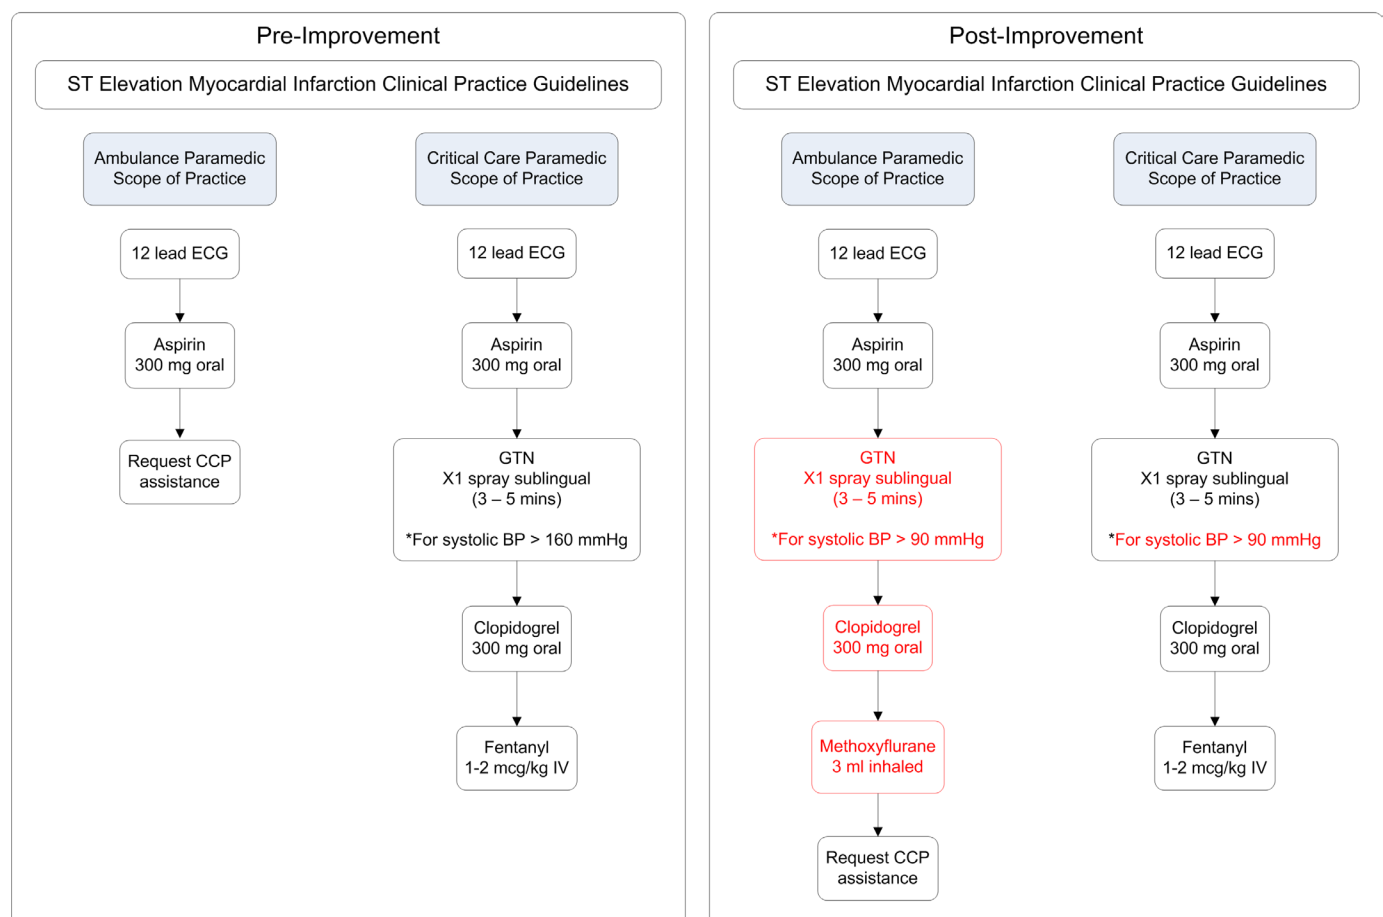 Pre-Improvement
ST Elevation Myocardial Infarction Clinical Practice Guidelines
Ambulance Paramedic
Scope of Practice
12 lead ECG
Aspirin
300 mg oral
Request CCP
assistance
Critical Care Paramedic
Scope of Practice
12 lead ECG
Aspirin
300 mg oral
GTN
X1 spray sublingual
(3 – 5 mins)
*For systolic BP > 160 mmHg
Clopidogrel
300 mg oral
Fentanyl
1-2 mcg/kg IV
Post-Improvement
ST Elevation Myocardial Infarction Clinical Practice Guidelines
Ambulance Paramedic
Scope of Practice
12 lead ECG
Aspirin
300 mg oral
GTN
X1 spray sublingual
(3 – 5 mins)
*For systolic BP > 90 mmHg
Clopidogrel
300 mg oral
Methoxyflurane
3 ml inhaled
Request CCP
assistance
Critical Care Paramedic
Scope of Practice
12 lead ECG
Aspirin
300 mg oral
GTN
X1 spray sublingual
(3 – 5 mins)
*For systolic BP > 90 mmHg
Clopidogrel
300 mg oral
Fentanyl
1-2 mcg/kg IV